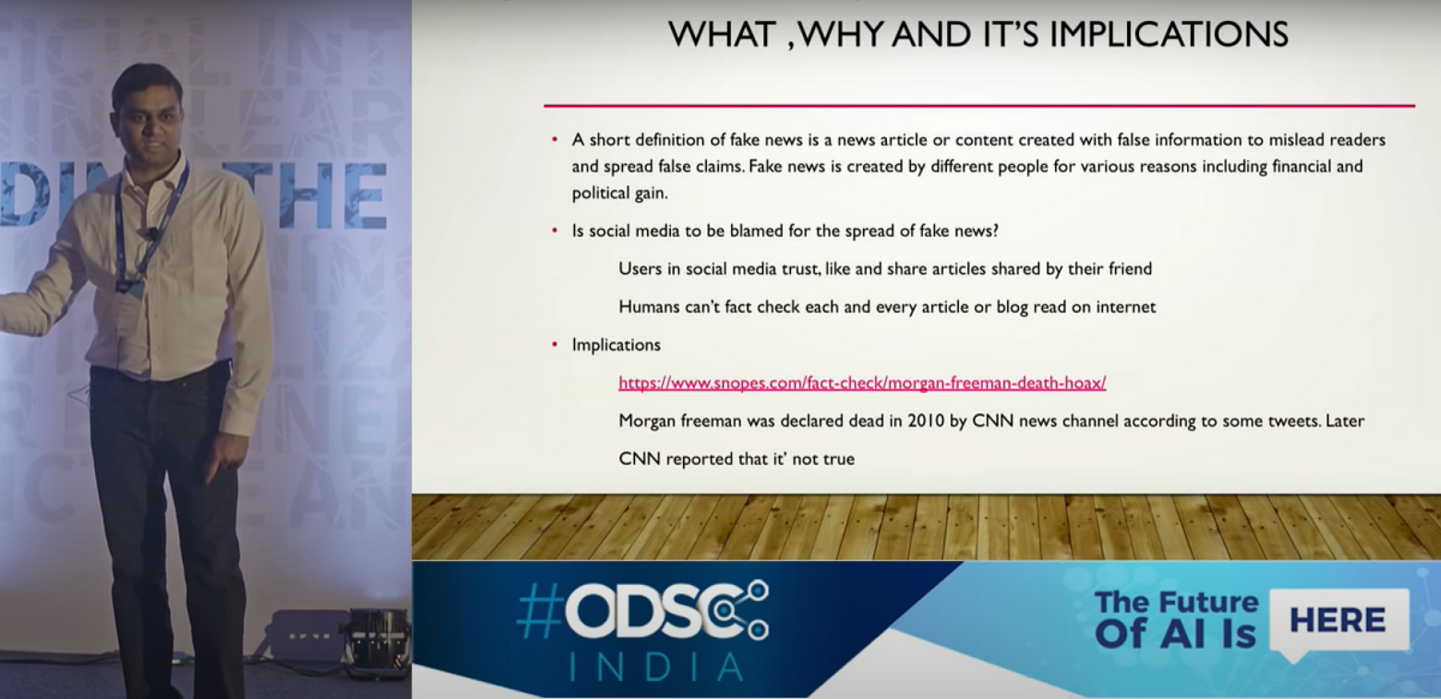 WHAT ,WHY AND IT'S IMPLICATIONS
• A short definition of fake news is a news article or content created with false information to mislead readers
and spread false claims. Fake news is created by different people for various reasons including financial and
political gain.
• Is social media to be blamed for the spread of fake news?
Users in social media trust, like and share articles shared by their friend
Humans can't fact check each and every article or blog read on internet
• Implications
https://www.snopes.com/fact-check/morgan-freeman-death-hoax/
Morgan freeman was declared dead in 2010 by CNN news channel according to some tweets. Later
CNN reported that it' not true
#ODSC
INDIA
The Future
Of AI Is
HERE
THE